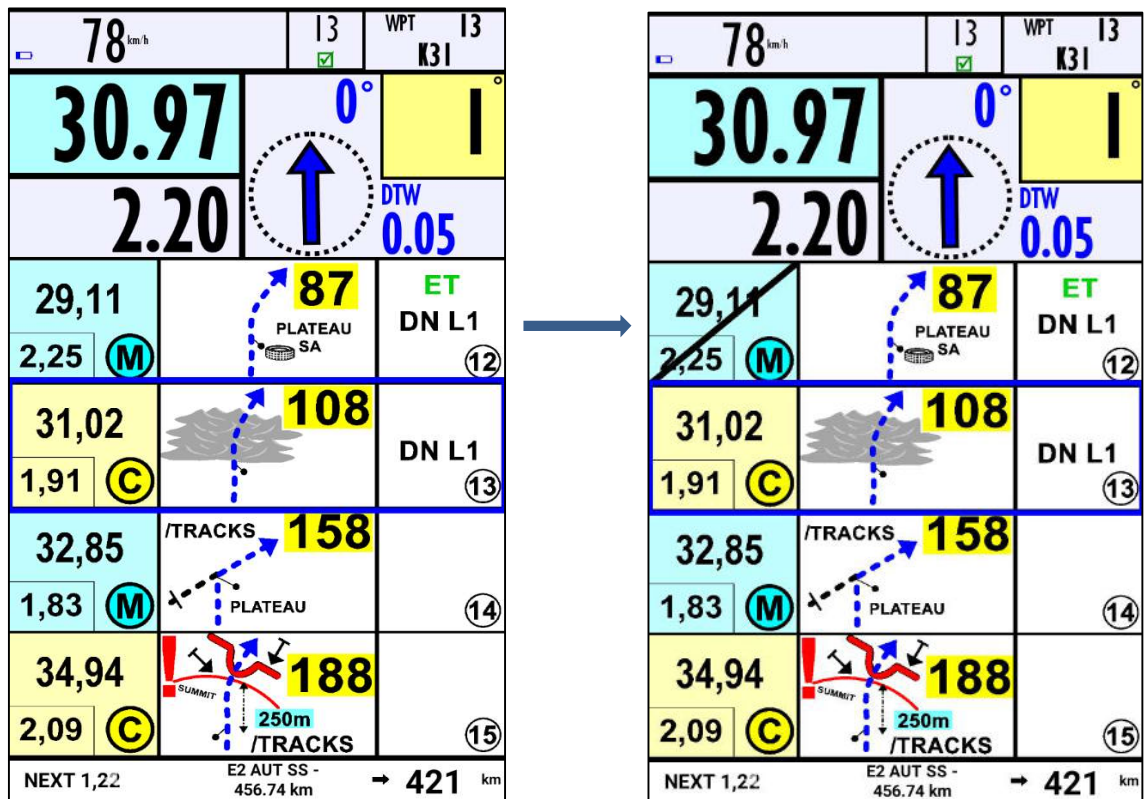 78 km/h
13
WPT 13
K31
30.97
0°
1°
2.20
DTW
0.05
29,11
87
ET
PLATEAU
SA
DN L1
2,25
M
12
31,02
108
DN L1
1,91
C
13
32,85
/TRACKS
158
1,83
M
PLATEAU
14
34,94
!
188
SUMMIT
2,09
C
250m
/TRACKS
15
NEXT 1,22
E2 AUT SS -
456.74 km
→ 421 km
78 km/h
13
WPT 13
K31
30.97
0°
1°
2.20
DTW
0.05
29,11
87
ET
PLATEAU
SA
DN L1
2,25
M
12
31,02
108
DN L1
1,91
C
13
32,85
/TRACKS
158
1,83
M
PLATEAU
14
34,94
!
188
SUMMIT
2,09
C
250m
/TRACKS
15
NEXT 1,22
E2 AUT SS -
456.74 km
→ 421 km